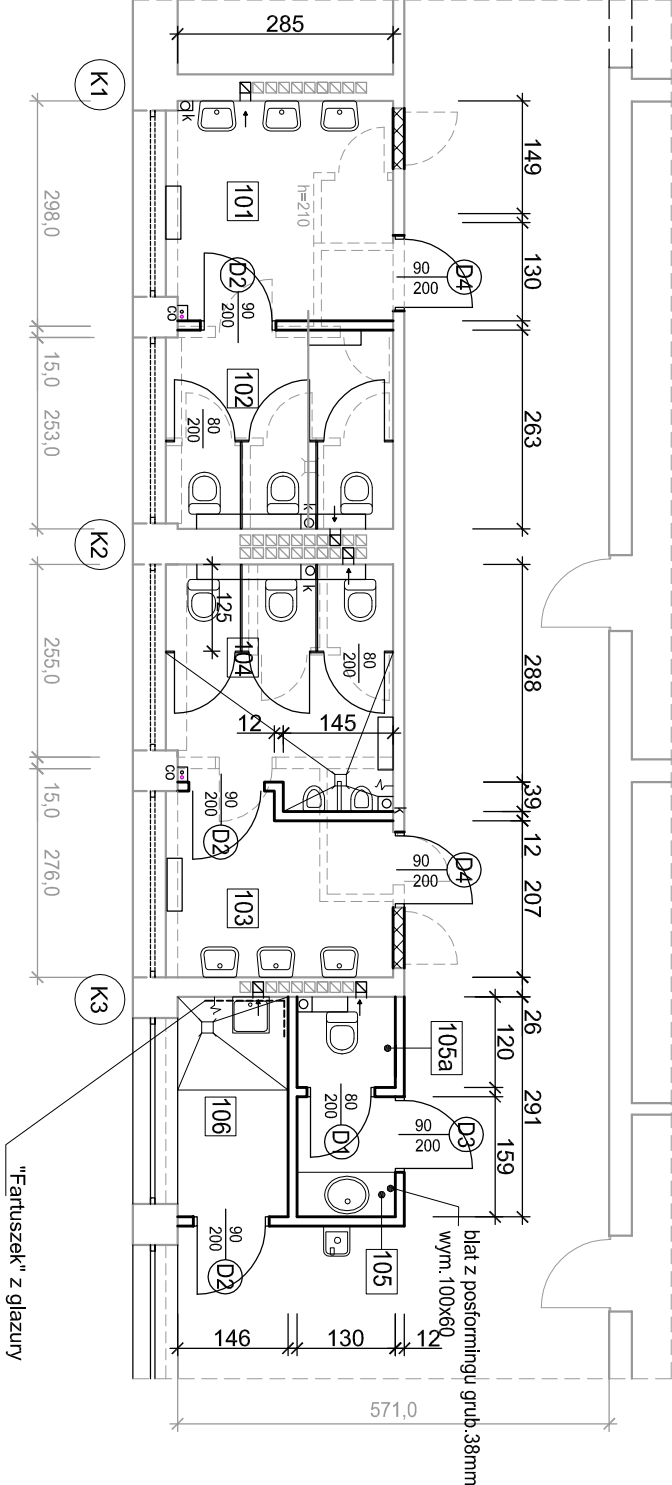 285
K1
K2
K3
298,0
15,0
253,0
255,0
15,0
276,0
149
130
263
288
39
12
207
26
291
120
159
101
h=210
k
D2
90
200
D4
90
200
co
102
80
200
k
k
125
104
80
200
12
145
co
90
200
D2
D4
90
200
103
105a
80
200
D1
90
200
D3
106
105
90
200
D2
146
130
12
571,0
blat z posformingu grub.38mm
wym.100x60
"Fartuszek" z glazury